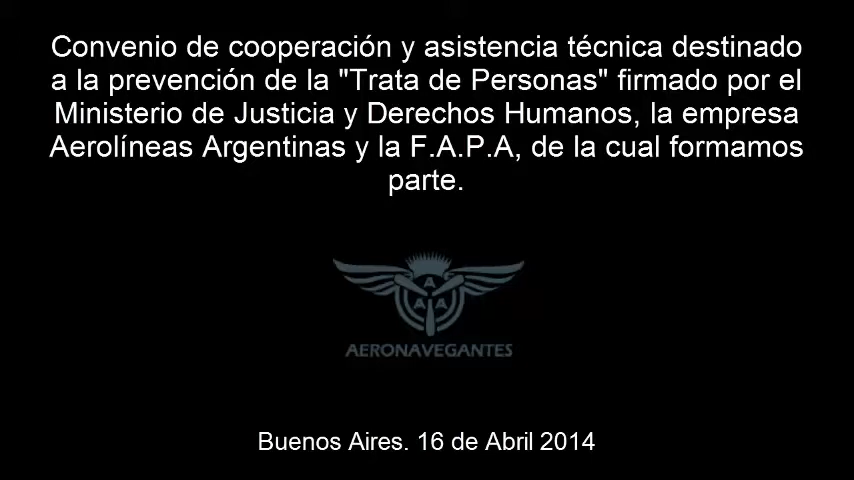 Convenio de cooperación y asistencia técnica destinado
a la prevención de la "Trata de Personas" firmado por el
Ministerio de Justicia y Derechos Humanos, la empresa
Aerolíneas Argentinas y la F.A.P.A, de la cual formamos
parte.
A
A A
AERONAVEGANTES
Buenos Aires. 16 de Abril 2014